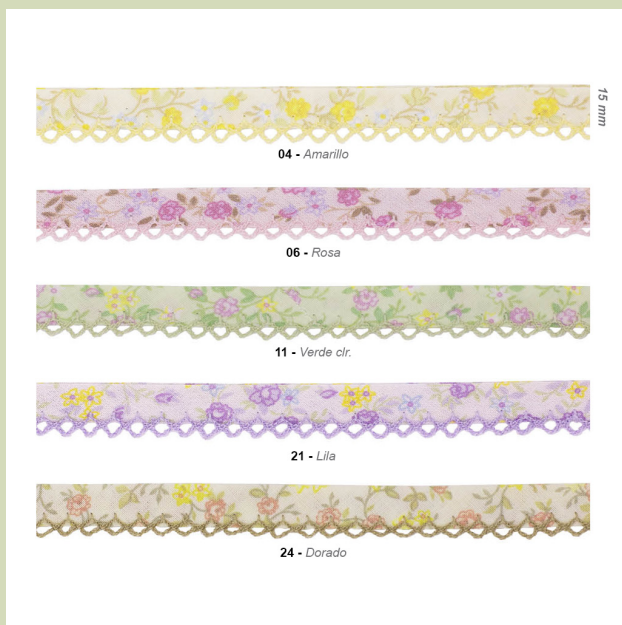 15 mm
04 - Amarillo
06 - Rosa
11 - Verde clr.
21 - Lila
24 - Dorado